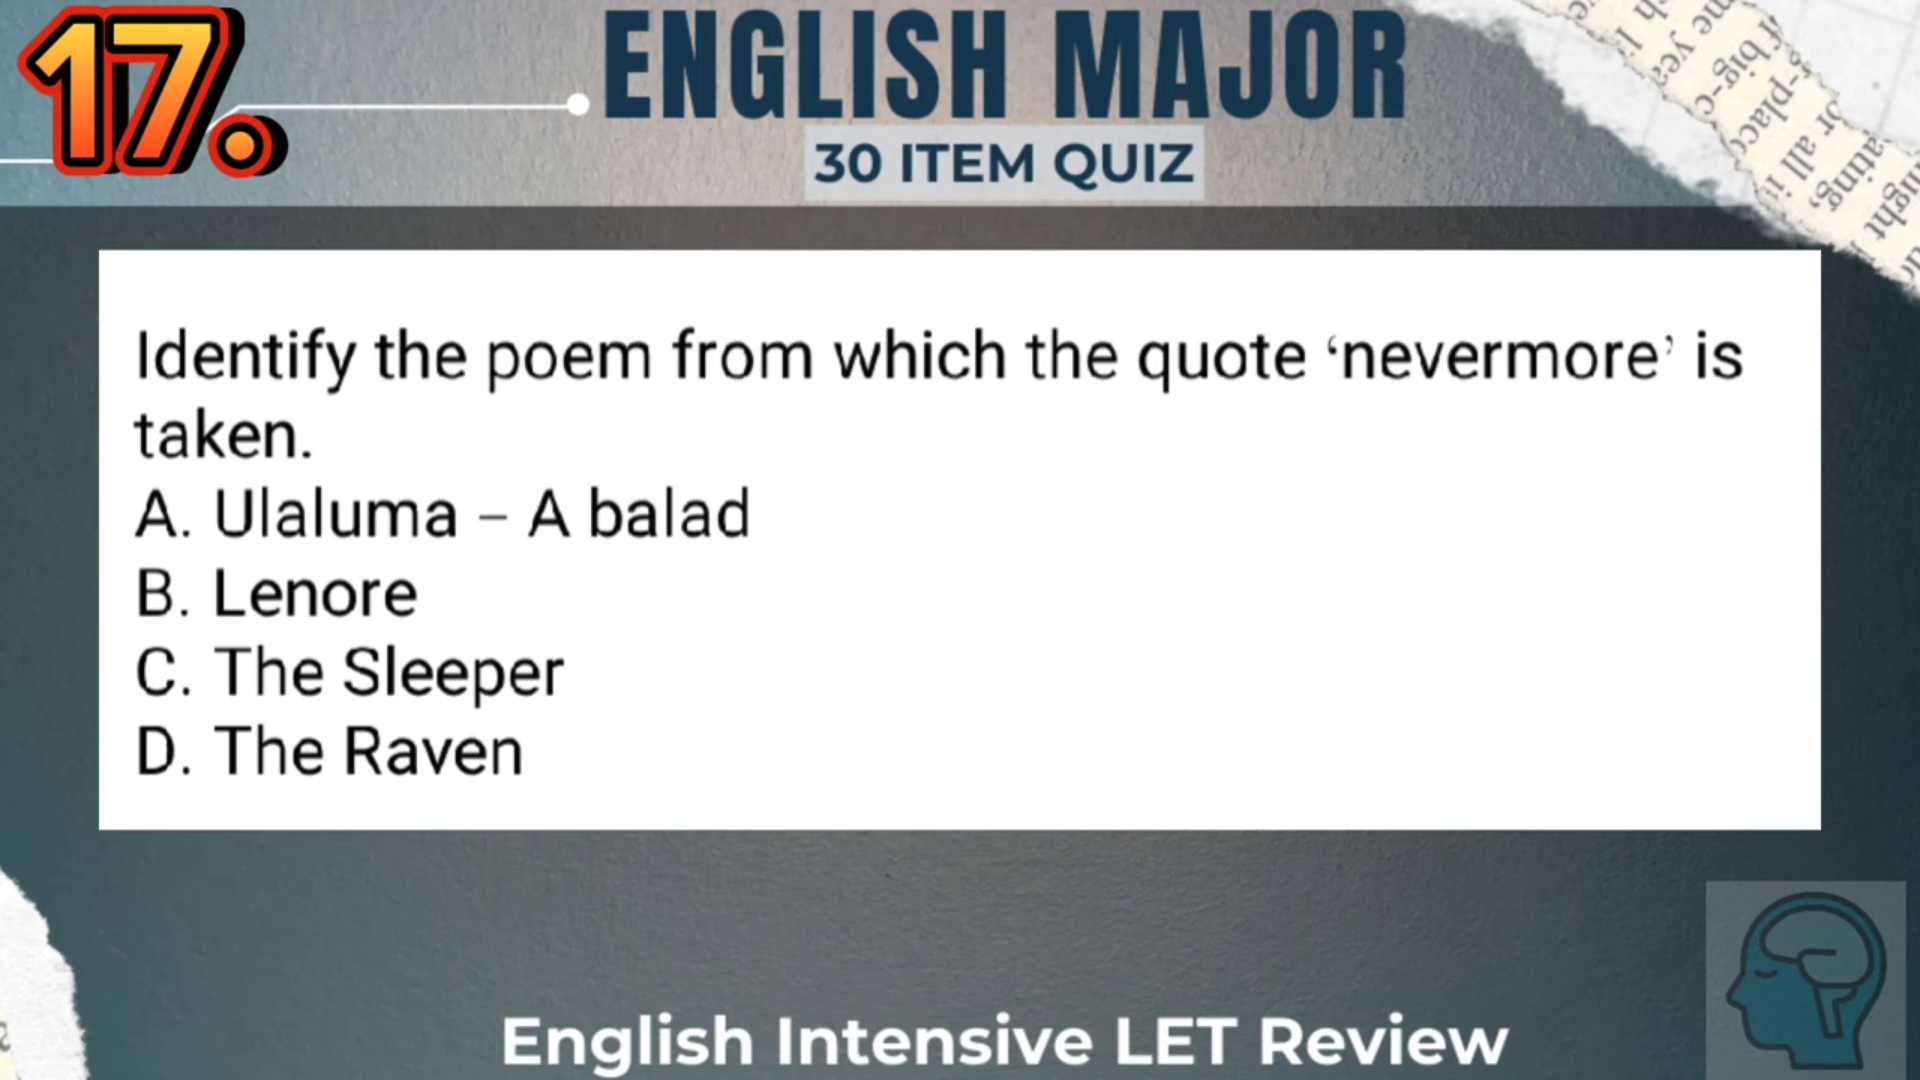 17.
ENGLISH MAJOR
30 ITEM QUIZ
Identify the poem from which the quote ‘nevermore’ is
taken.
A. Ulaluma – A balad
B. Lenore
C. The Sleeper
D. The Raven
English Intensive LET Review